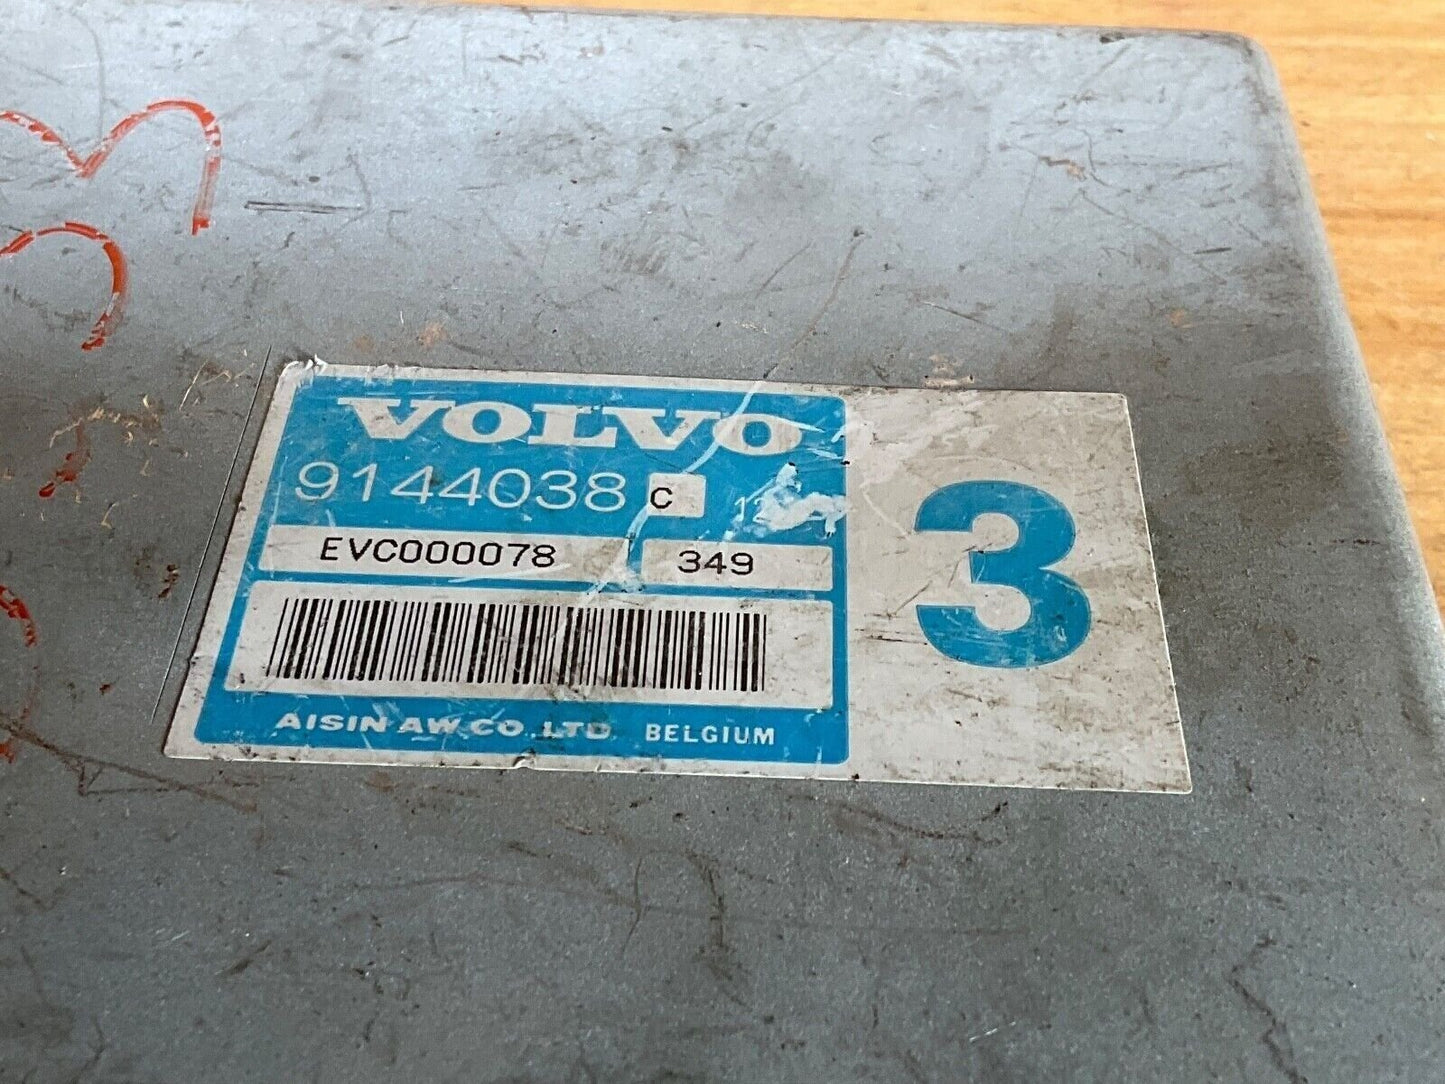 VOLVO
9144038 C
EVC000078 349
AISIN AW CO.,LTD. BELGIUM
3